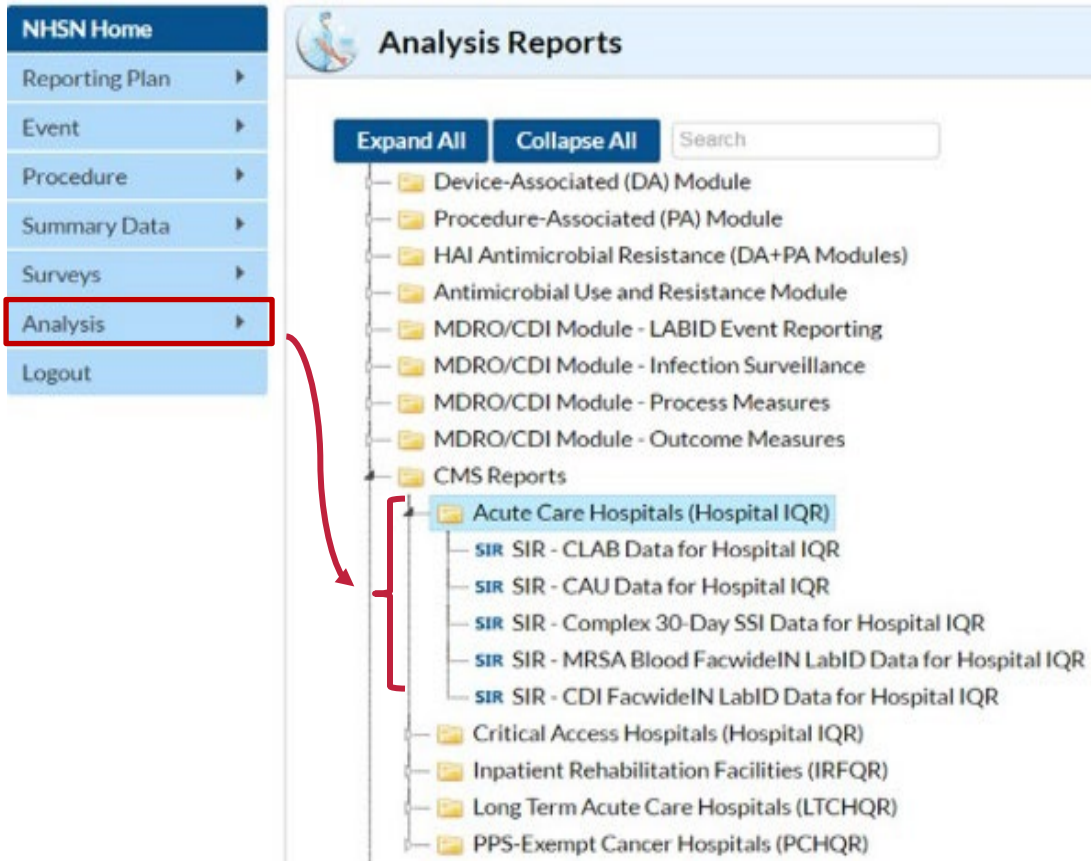 NHSN Home
Reporting Plan
Event
Procedure
Summary Data
Surveys
Analysis
Logout
Analysis Reports
Expand All
Collapse All
Search
Device-Associated (DA) Module
Procedure-Associated (PA) Module
HAI Antimicrobial Resistance (DA+PA Modules)
Antimicrobial Use and Resistance Module
MDRO/CDI Module - LABID Event Reporting
MDRO/CDI Module - Infection Surveillance
MDRO/CDI Module - Process Measures
MDRO/CDI Module - Outcome Measures
CMS Reports
Acute Care Hospitals (Hospital IQR)
SIR SIR - CLAB Data for Hospital IQR
SIR SIR - CAU Data for Hospital IQR
SIR SIR - Complex 30-Day SSI Data for Hospital IQR
SIR SIR - MRSA Blood FacwideIN LabID Data for Hospital IQR
SIR SIR - CDI FacwideIN LabID Data for Hospital IQR
Critical Access Hospitals (Hospital IQR)
Inpatient Rehabilitation Facilities (IRFQR)
Long Term Acute Care Hospitals (LTCHQR)
PPS-Exempt Cancer Hospitals (PCHQR)